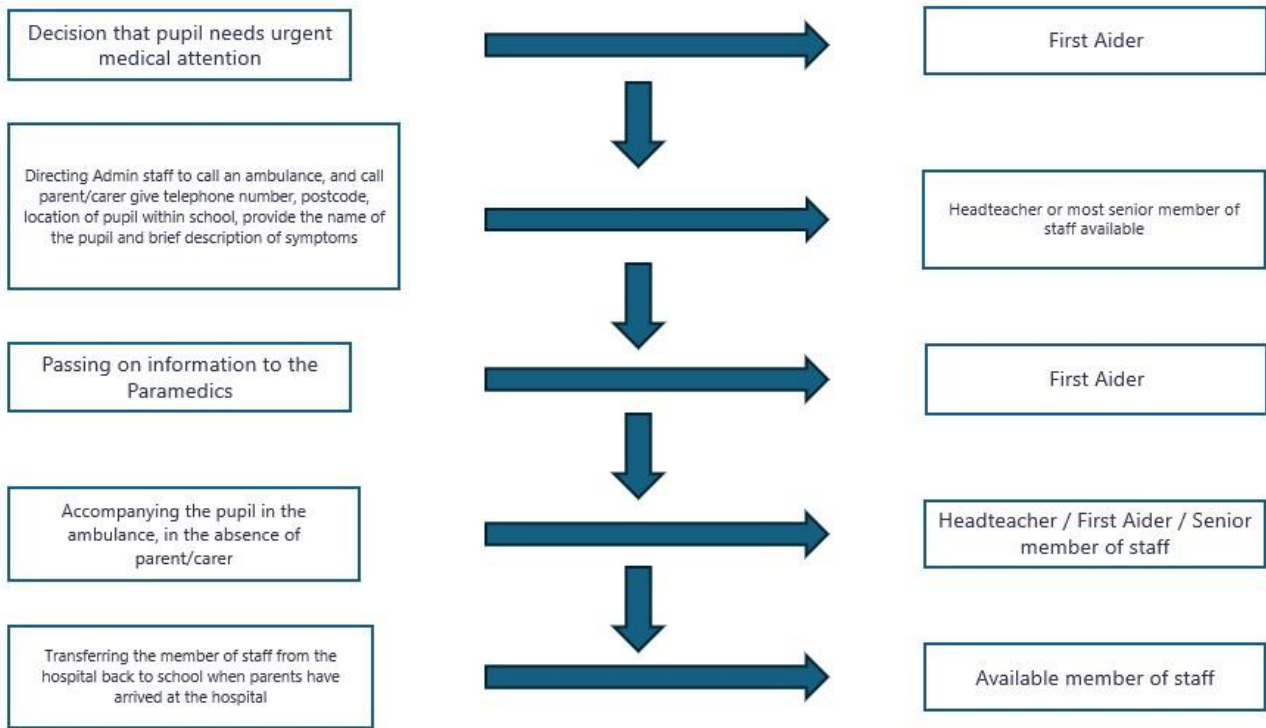 Decision that pupil needs urgent
medical attention
First Aider
Directing Admin staff to call an ambulance, and call
parent/carer give telephone number, postcode,
location of pupil within school, provide the name of
the pupil and brief description of symptoms
Headteacher or most senior member of
staff available
Passing on information to the
Paramedics
First Aider
Accompanying the pupil in the
ambulance, in the absence of
parent/carer
Headteacher / First Aider / Senior
member of staff
Transferring the member of staff from the
hospital back to school when parents have
arrived at the hospital
Available member of staff